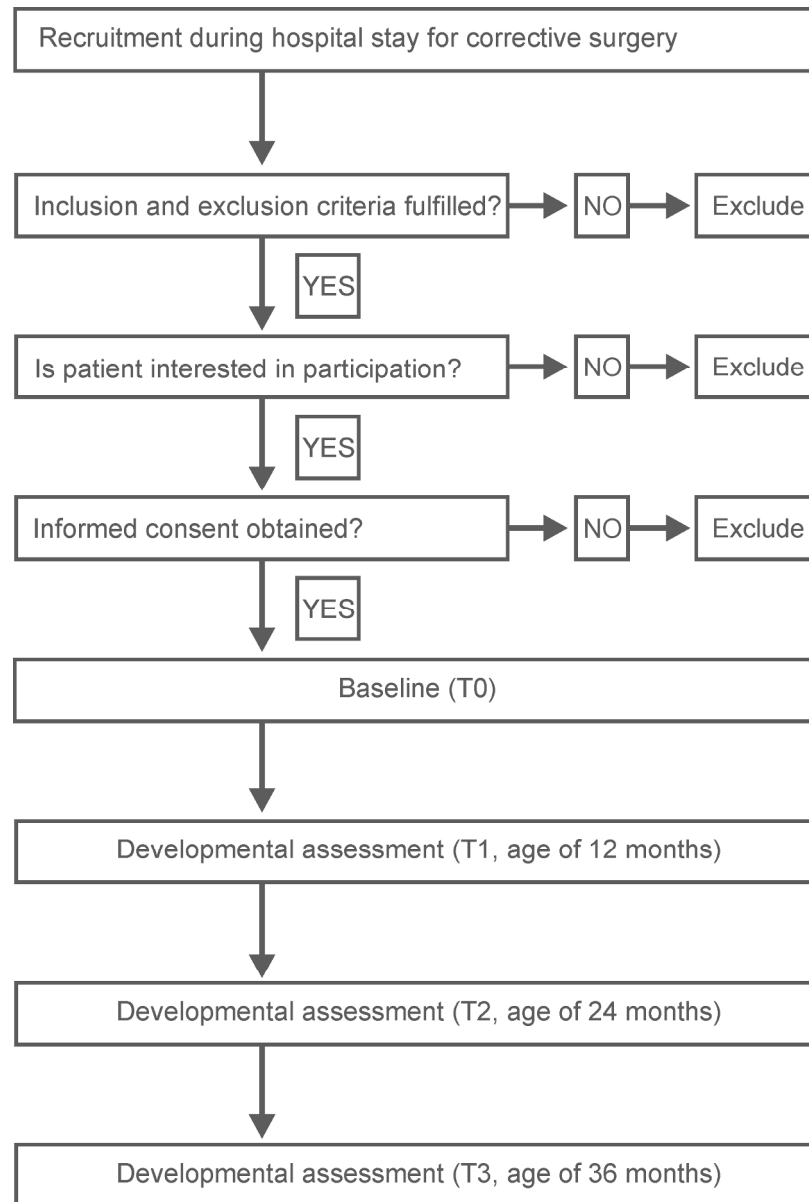 Recruitment during hospital stay for corrective surgery
Inclusion and exclusion criteria fulfilled?
NO
Exclude
YES
Is patient interested in participation?
NO
Exclude
YES
Informed consent obtained?
NO
Exclude
YES
Baseline (T0)
Developmental assessment (T1, age of 12 months)
Developmental assessment (T2, age of 24 months)
Developmental assessment (T3, age of 36 months)